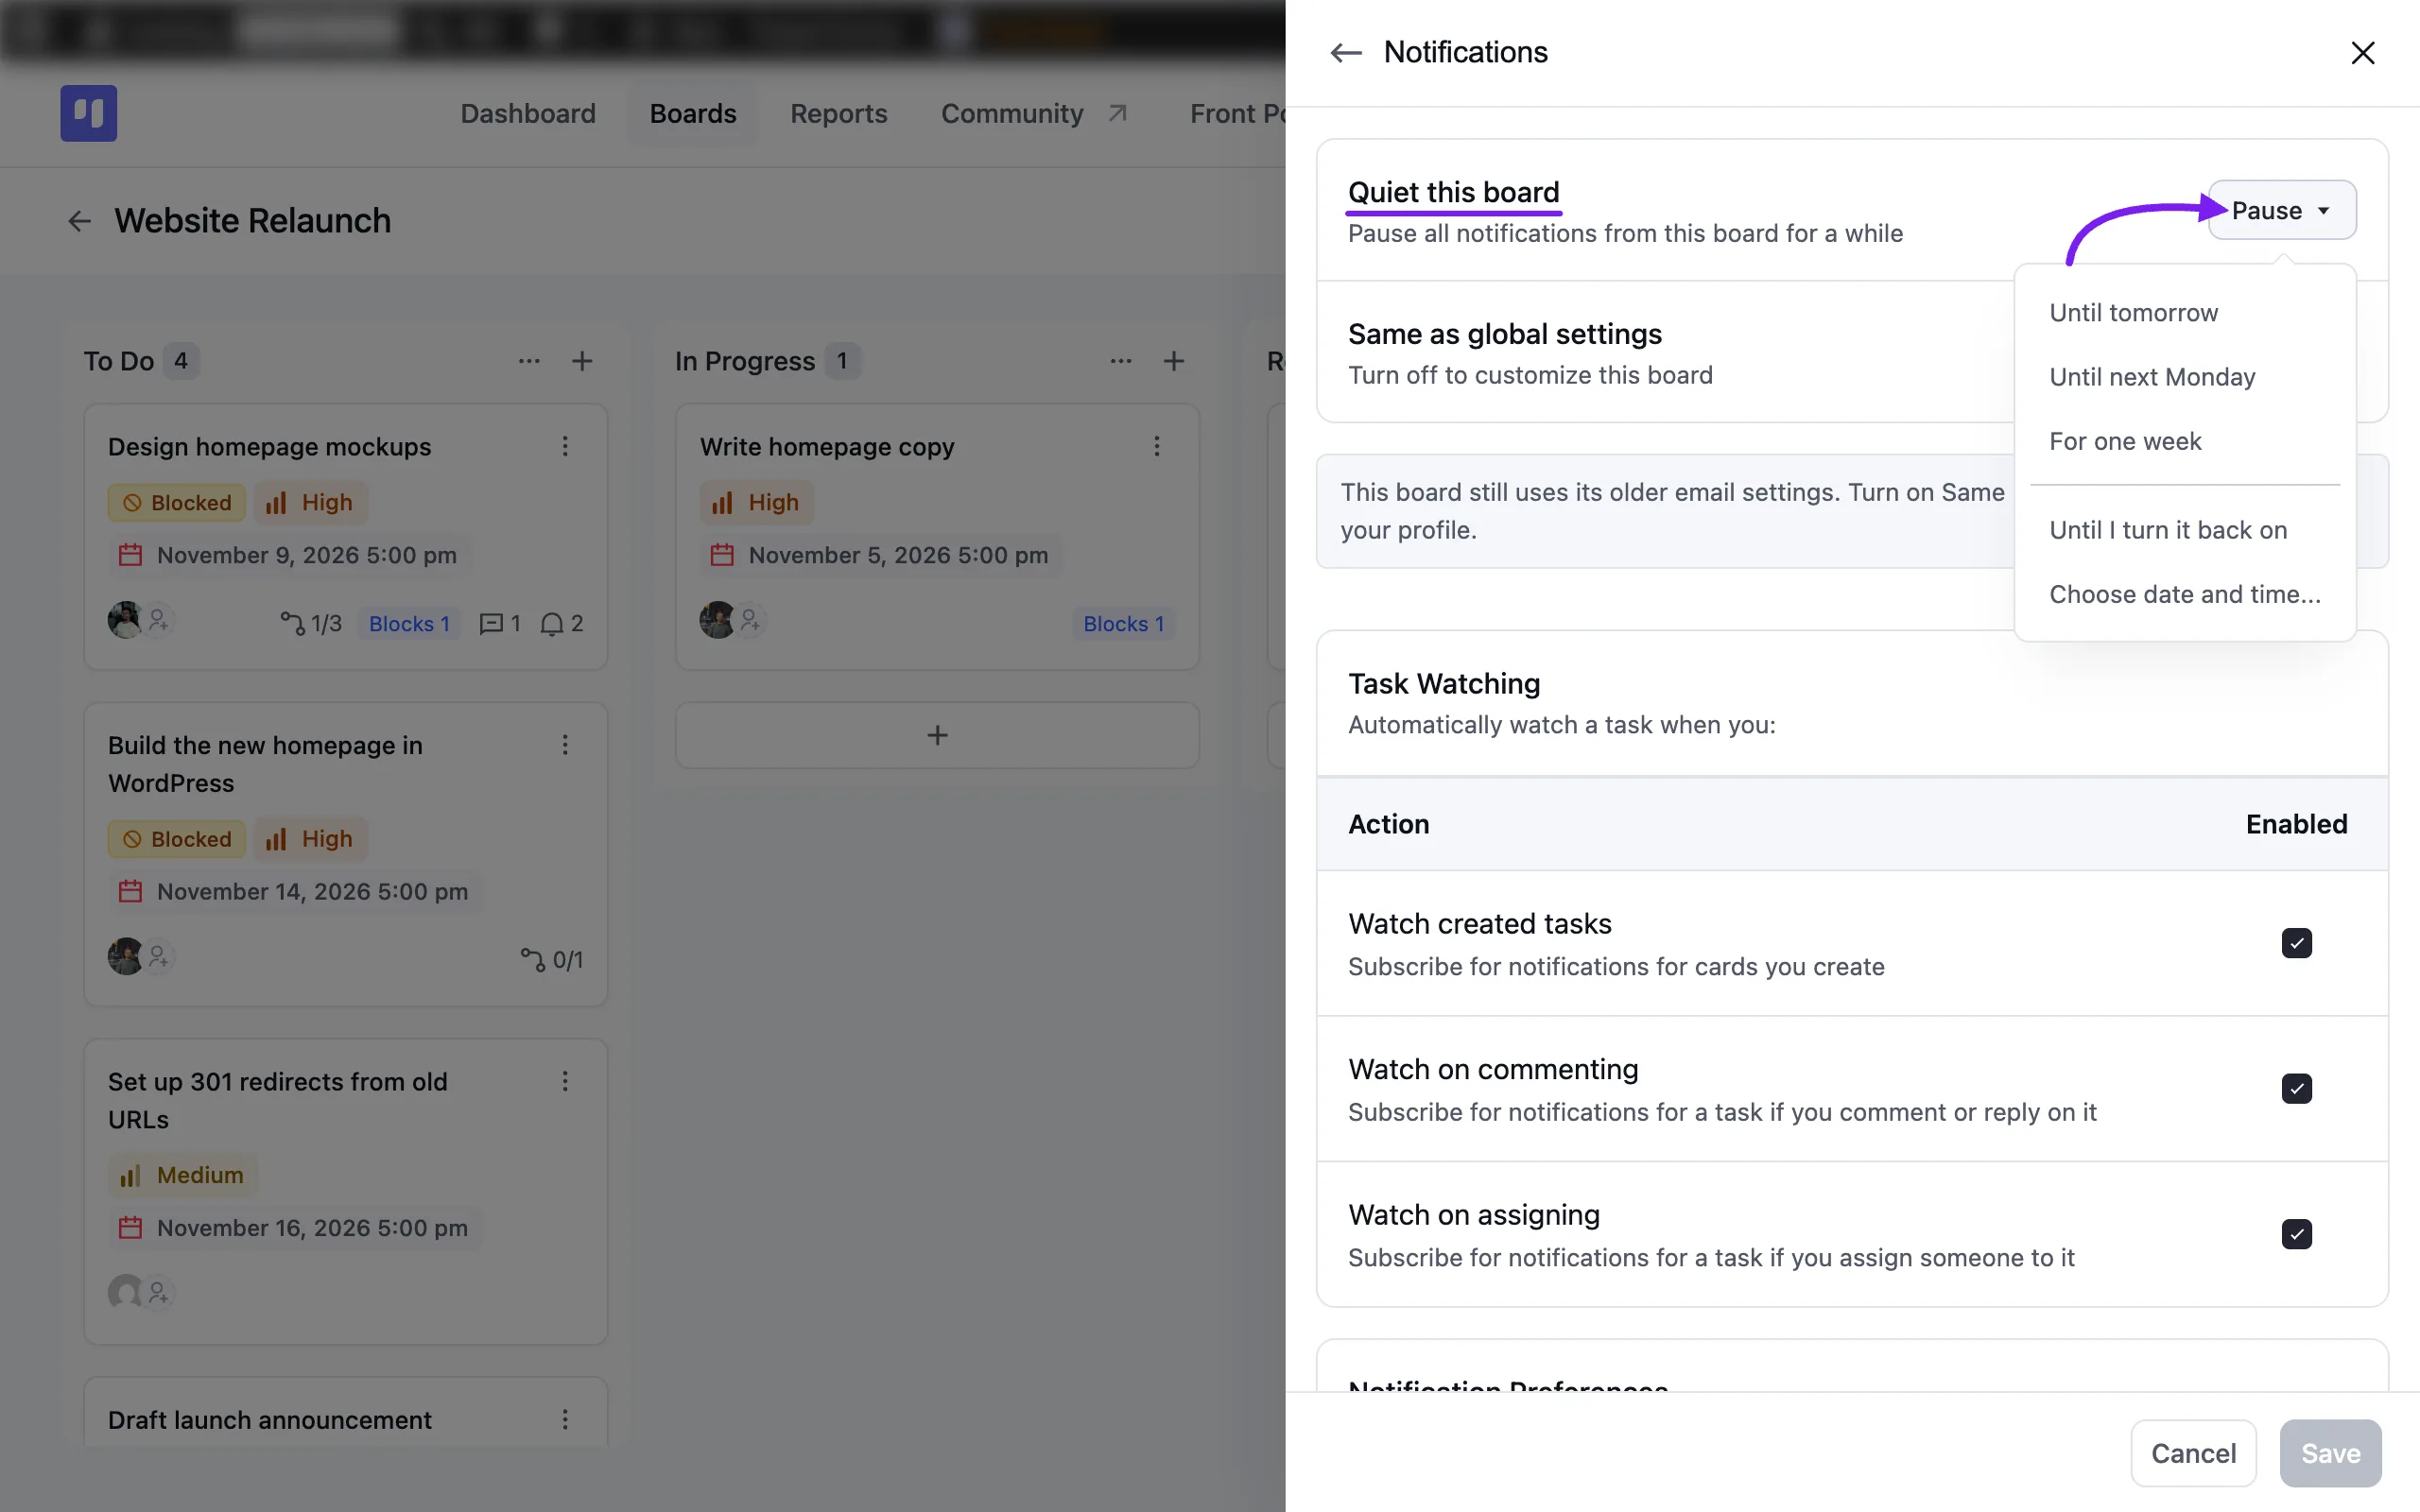 Dashboard
Boards
Reports
Community
Front Po
Website Relaunch
To Do 4
Design homepage mockups
Blocked High
November 9, 2026 5:00 pm
1/3 Blocks 1 1 2
Build the new homepage in
WordPress
Blocked High
November 14, 2026 5:00 pm
0/1
Set up 301 redirects from old
URLs
Medium
November 16, 2026 5:00 pm
Draft launch announcement
In Progress 1
Write homepage copy
High
November 5, 2026 5:00 pm
Blocks 1
Notifications
Quiet this board
Pause all notifications from this board for a while
Pause
Until tomorrow
Until next Monday
For one week
Until I turn it back on
Choose date and time...
Same as global settings
Turn off to customize this board
This board still uses its older email settings. Turn on Same
your profile.
Task Watching
Automatically watch a task when you:
Action Enabled
Watch created tasks
Subscribe for notifications for cards you create
Watch on commenting
Subscribe for notifications for a task if you comment or reply on it
Watch on assigning
Subscribe for notifications for a task if you assign someone to it
Notification Preferences
Cancel
Save